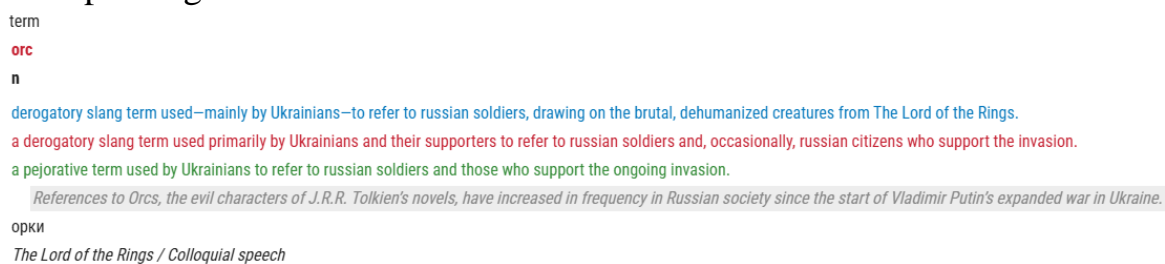 term
orc
n
derogatory slang term used—mainly by Ukrainians—to refer to russian soldiers, drawing on the brutal, dehumanized creatures from The Lord of the Rings.
a derogatory slang term used primarily by Ukrainians and their supporters to refer to russian soldiers and, occasionally, russian citizens who support the invasion.
a pejorative term used by Ukrainians to refer to russian soldiers and those who support the ongoing invasion.
References to Orcs, the evil characters of J.R.R. Tolkien's novels, have increased in frequency in Russian society since the start of Vladimir Putin's expanded war in Ukraine.
орки
The Lord of the Rings / Colloquial speech